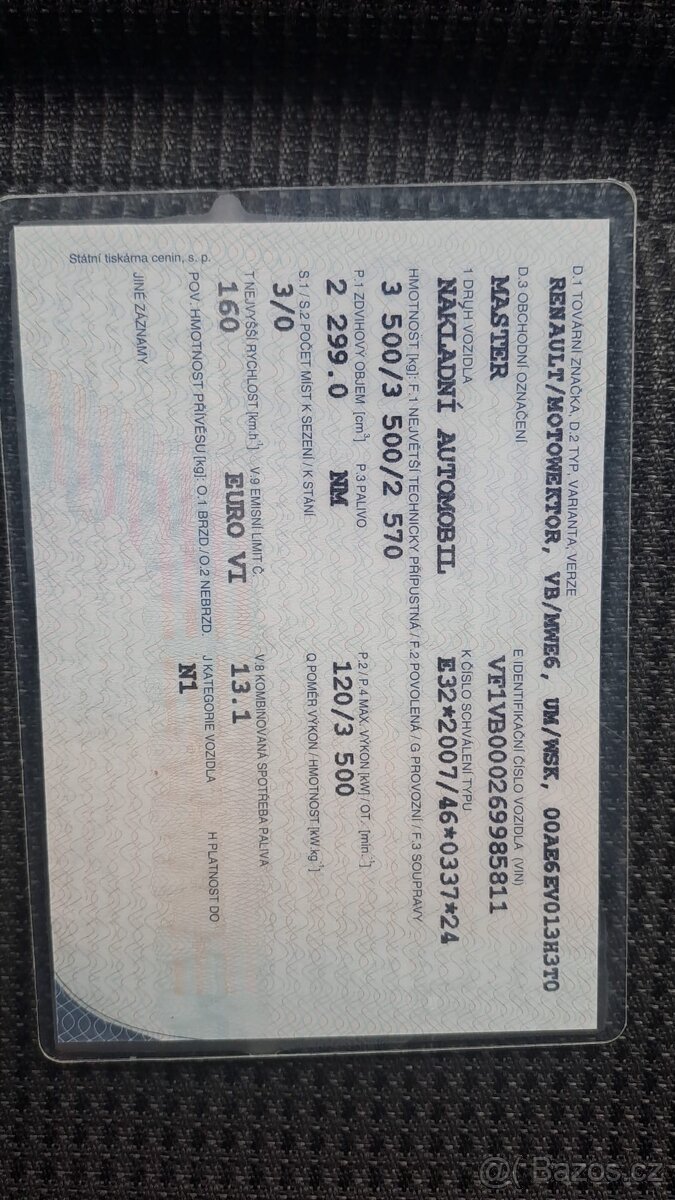 D.1 TOVÁRNÍ ZNAČKA, D.2 TYP, VARIANTA, VERZE
RENAULT/MOTOWEKTOR, VB/MWE6, UM/WSK, 00AE6EV013H3T0
D.3 OBCHODNÍ OZNAČENÍ E IDENTIFIKAČNÍ ČÍSLO VOZIDLA (VIN)
MASTER VF1VB000269985811
1 DRUH VOZIDLA K ČÍSLO SCHVÁLENÍ TYPU
NÁKLADNÍ AUTOMOBIL E32*2007/46*0337*24
HMOTNOST [kg]: F.1 NEJVĚTŠÍ TECHNICKY PŘÍPUSTNÁ / F.2 POVOLENÁ / G PROVOZNÍ / F.3 SOUPRAVY
3 500/3 500/2 570
P.1 ZDVIHOVÝ OBJEM [cm³] P.3 PALIVO P.2 / P.4 MAX. VÝKON [kW] / OT. [min.⁻¹]
2 299.0 NM 120/3 500
S.1 / S.2 POČET MÍST K SEZENÍ / K STÁNÍ Q POMĚR VÝKON / HMOTNOST [kW.kg⁻¹]
3/0
T NEJVYŠŠÍ RYCHLOST [km.h⁻¹] V.9 EMISNÍ LIMIT Č. V.8 KOMBINOVANÁ SPOTŘEBA PALIVA
160 EURO VI 13.1
POV. HMOTNOST PŘÍVĚSU [kg]: O.1 BRZD / O.2 NEBRZD. J KATEGORIE VOZIDLA H PLATNOST DO
N1
JINÉ ZÁZNAMY
Státní tiskárna cenin, s. p.
@( Bazos.cz